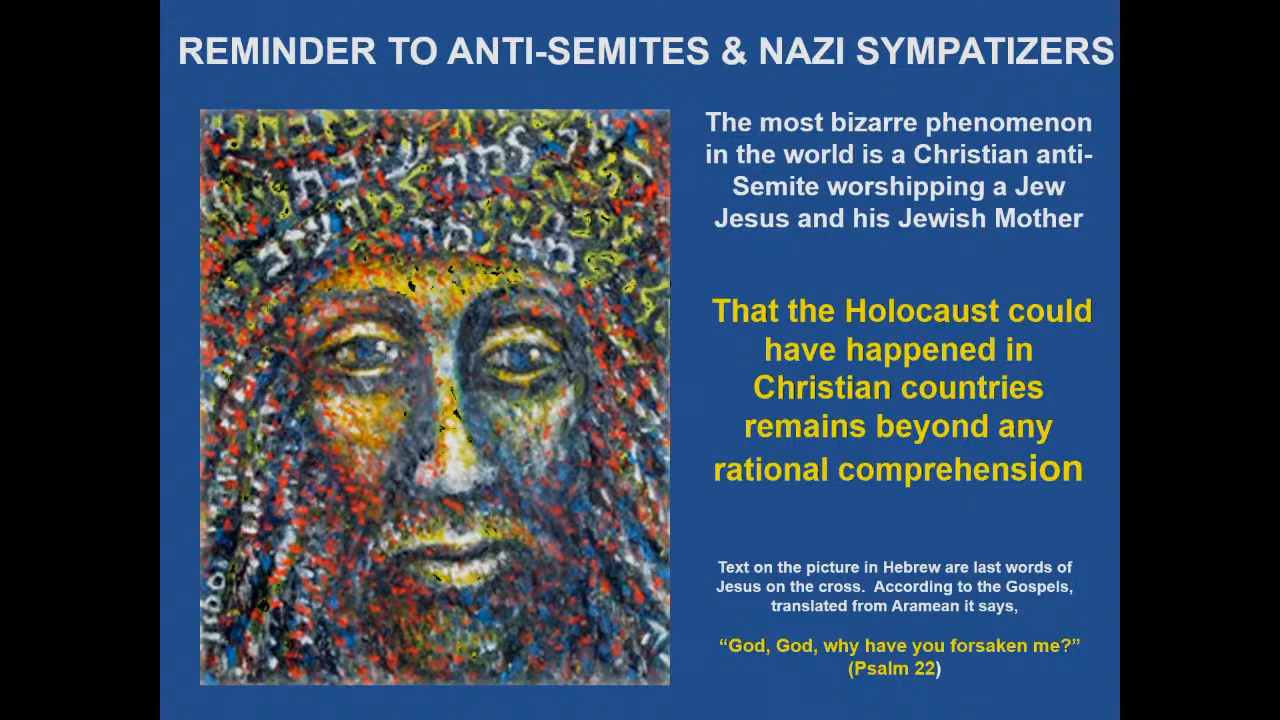 REMINDER TO ANTI-SEMITES & NAZI SYMPATIZERS
The most bizarre phenomenon
in the world is a Christian anti-
Semite worshipping a Jew
Jesus and his Jewish Mother
That the Holocaust could
have happened in
Christian countries
remains beyond any
rational comprehension
Text on the picture in Hebrew are last words of
Jesus on the cross.  According to the Gospels,
translated from Aramean it says,
“God, God, why have you forsaken me?”
(Psalm 22)